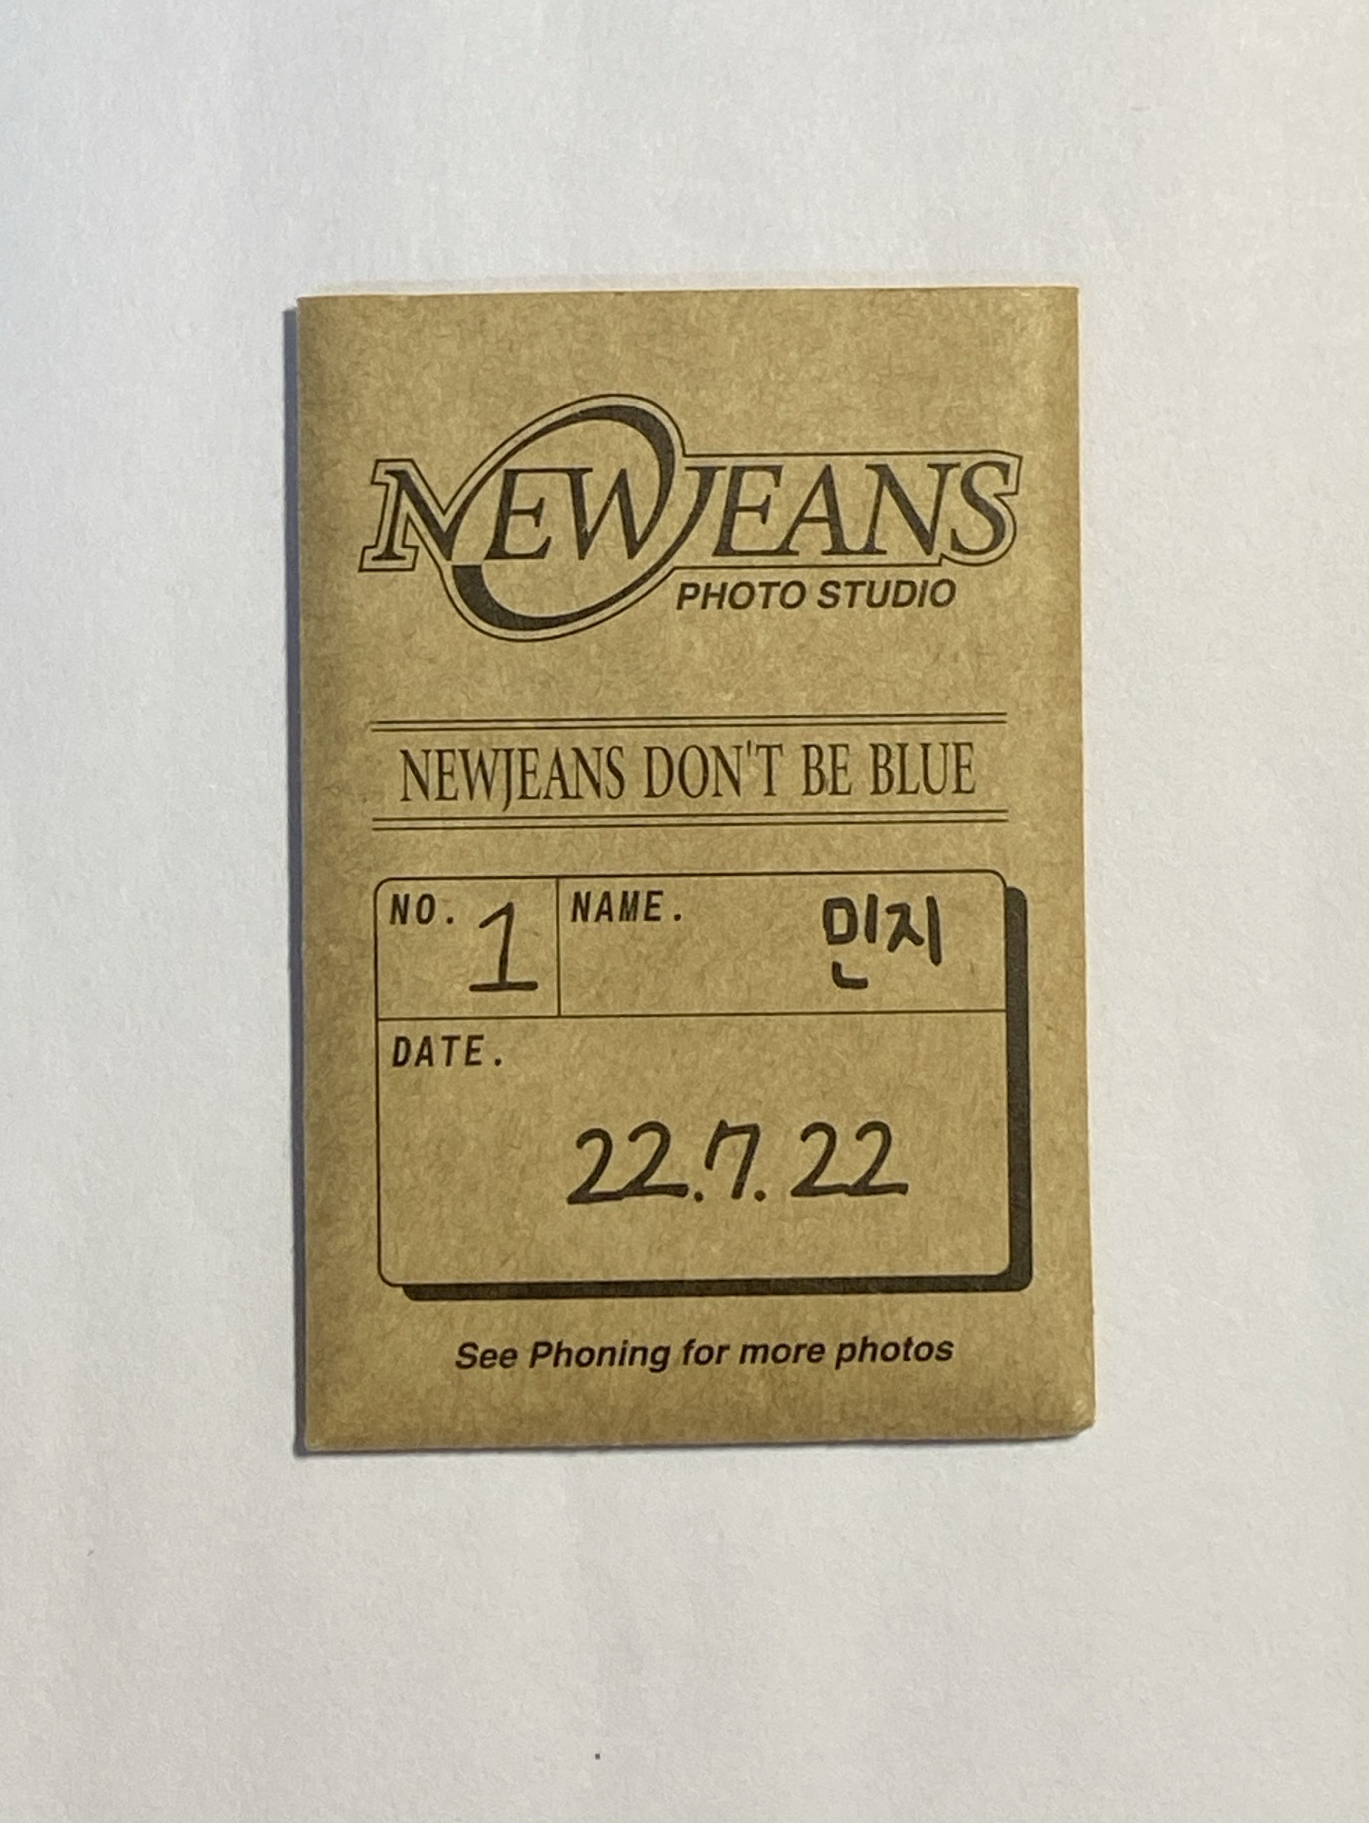 NEWJEANS
PHOTO STUDIO
NEWJEANS DON'T BE BLUE
NO. 1 NAME. 민지
DATE.
22.7.22
See Phoning for more photos